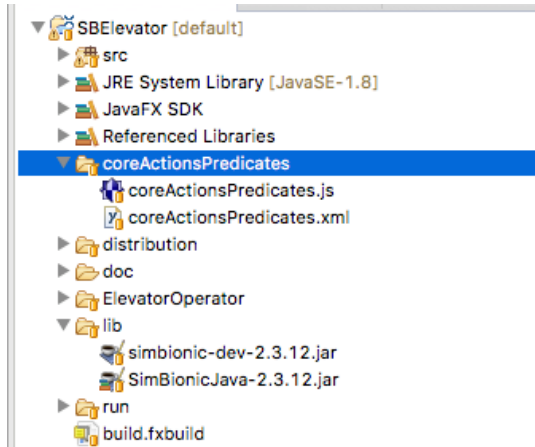 SBElevator [default]
src
JRE System Library [JavaSE-1.8]
JavaFX SDK
Referenced Libraries
coreActionsPredicates
coreActionsPredicates.js
coreActionsPredicates.xml
distribution
doc
ElevatorOperator
lib
simbionic-dev-2.3.12.jar
SimBionicJava-2.3.12.jar
run
build.fxbuild